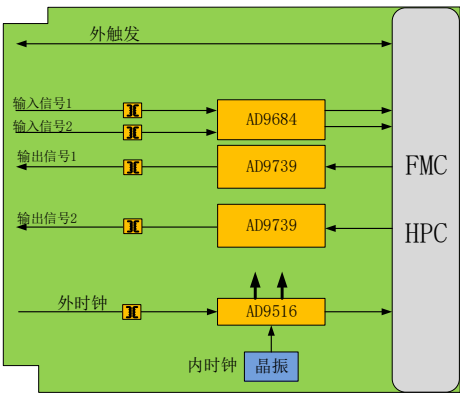 外触发
输入信号1
AD9684
输入信号2
输出信号1
AD9739
FMC
输出信号2
AD9739
HPC
外时钟
AD9516
内时钟
晶振